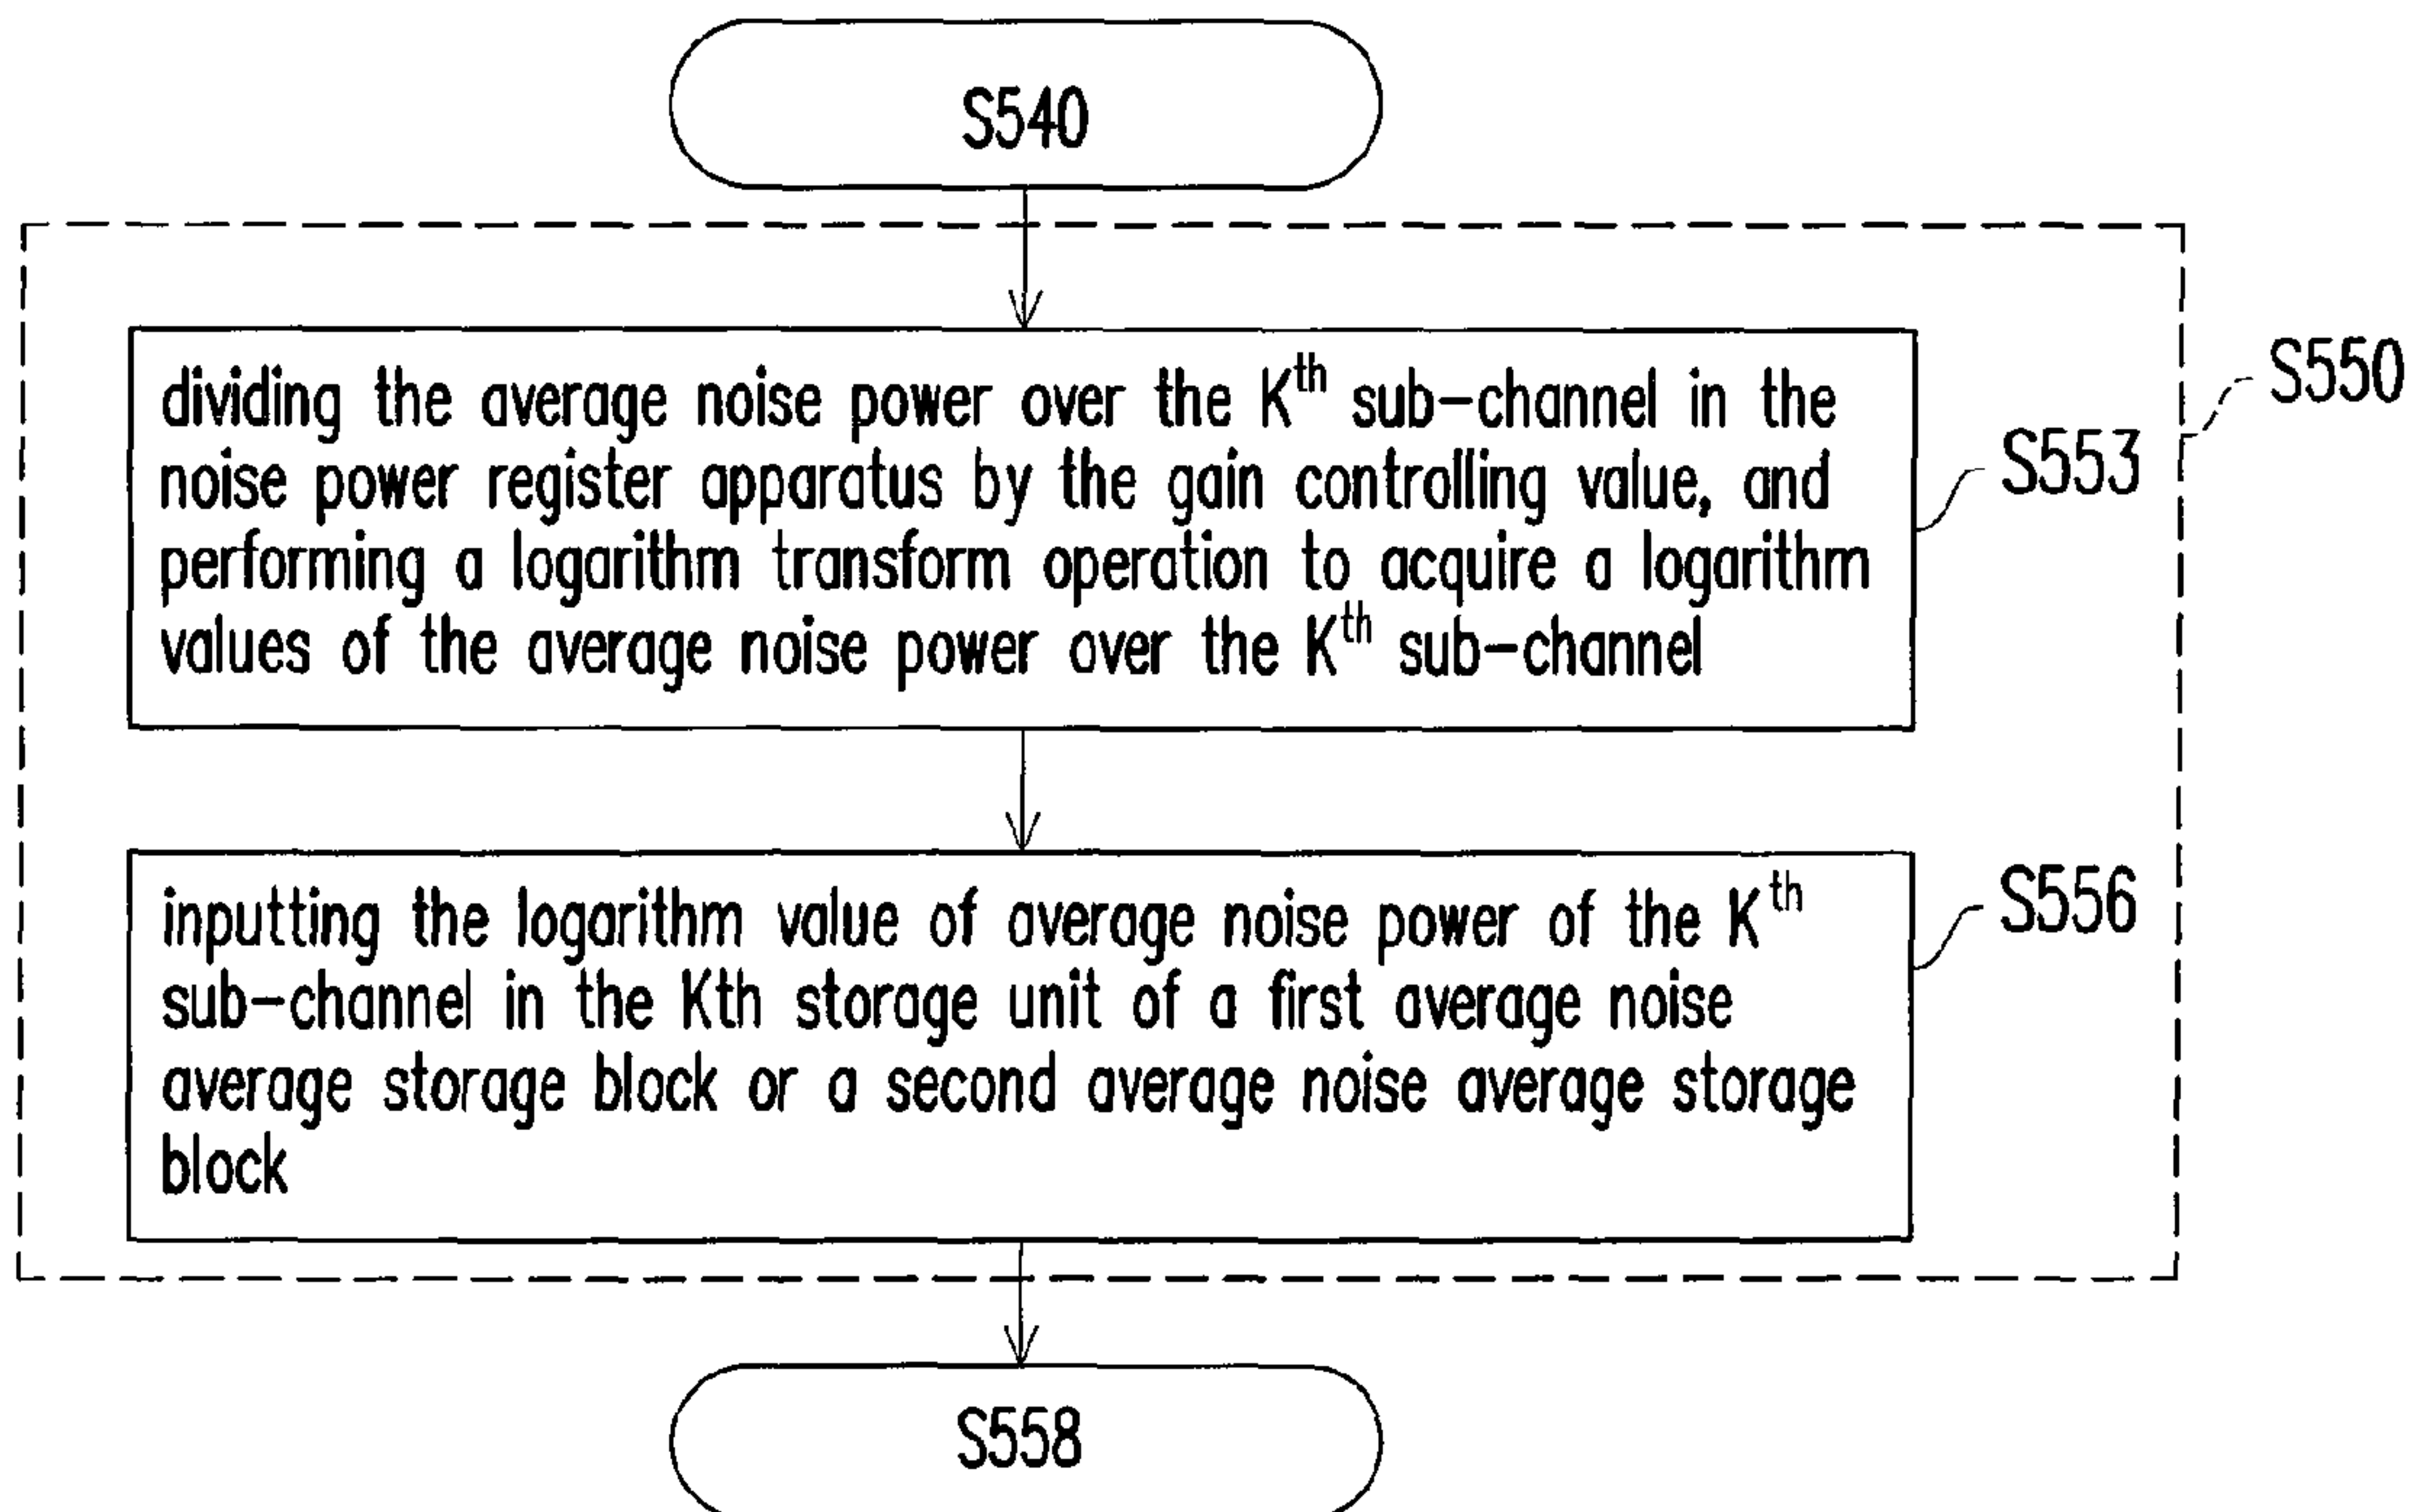 S540
dividing the average noise power over the Kth sub-channel in the
noise power register apparatus by the gain controlling value, and
performing a logarithm transform operation to acquire a logarithm
values of the average noise power over the Kth sub-channel
S550
S553
inputting the logarithm value of average noise power of the Kth
sub-channel in the Kth storage unit of a first average noise
average storage block or a second average noise average storage
block
S556
S558